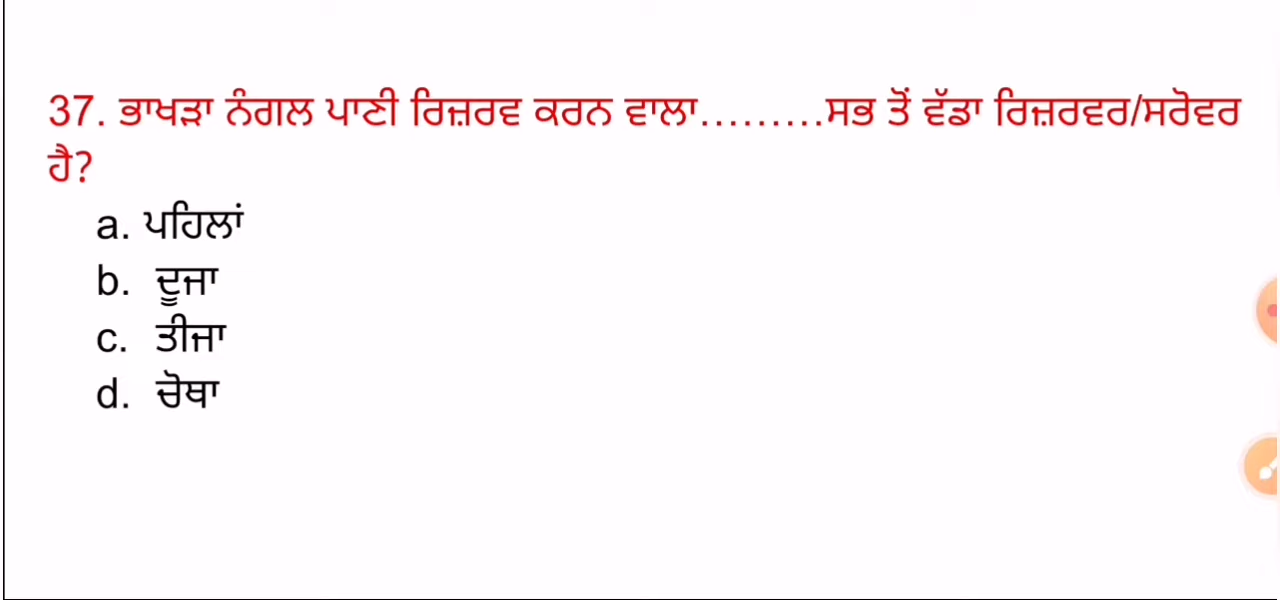 37. ਭਾਖੜਾ ਨੰਗਲ ਪਾਣੀ ਰਿਜ਼ਰਵ ਕਰਨ ਵਾਲਾ.........ਸਭ ਤੋਂ ਵੱਡਾ ਰਿਜ਼ਰਵਰ/ਸਰੋਵਰ
ਹੈ?
a. ਪਹਿਲਾਂ
b. ਦੂਜਾ
c. ਤੀਜਾ
d. ਚੋਥਾ